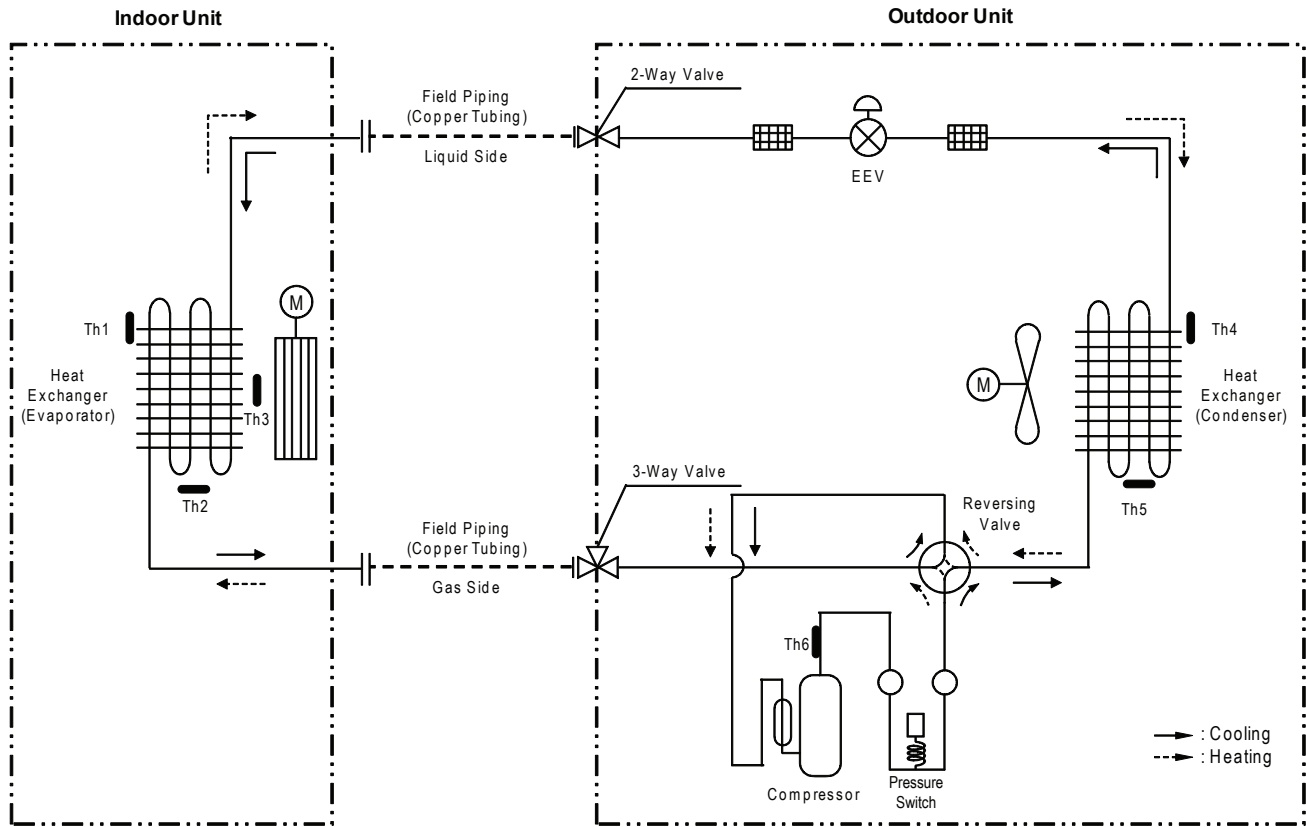 Indoor Unit
Outdoor Unit
2-Way Valve
Field Piping
(Copper Tubing)
Liquid Side
EEV
M
Th1
Heat
Exchanger
(Evaporator)
Th3
Th2
M
Th4
Heat
Exchanger
(Condenser)
Th5
3-Way Valve
Reversing
Valve
Field Piping
(Copper Tubing)
Gas Side
Th6
Compressor
Pressure
Switch
: Cooling
: Heating